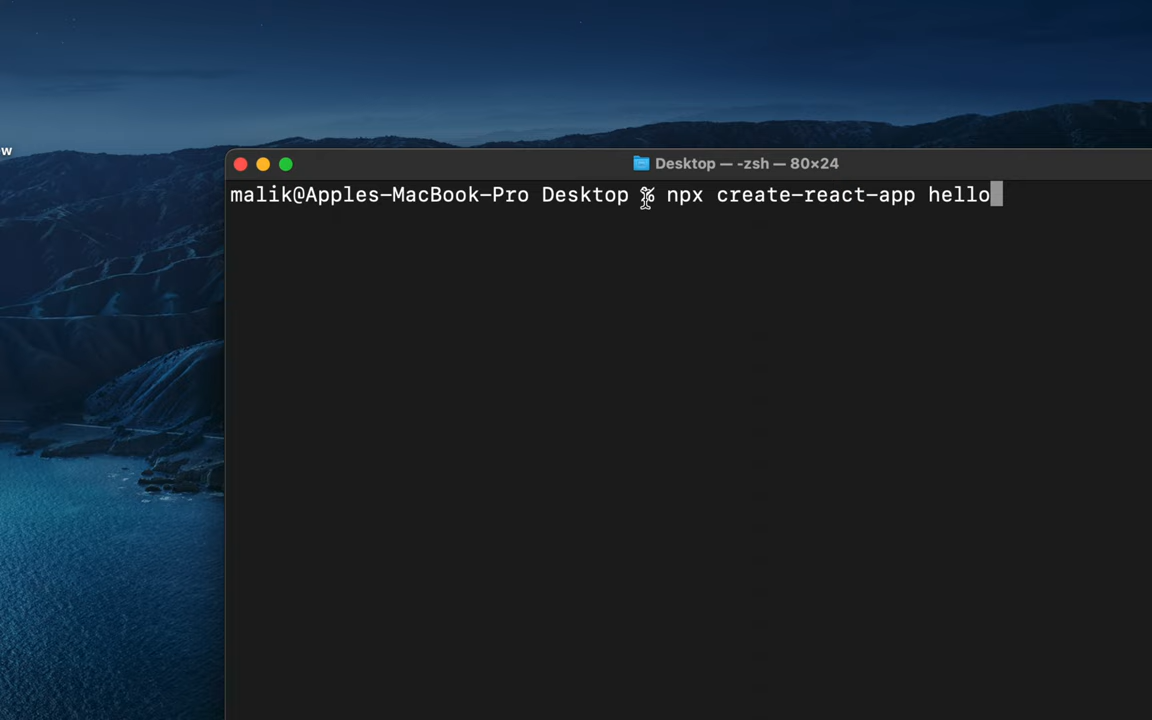 w
Desktop — -zsh — 80×24
malik@Apples-MacBook-Pro Desktop % npx create-react-app hello